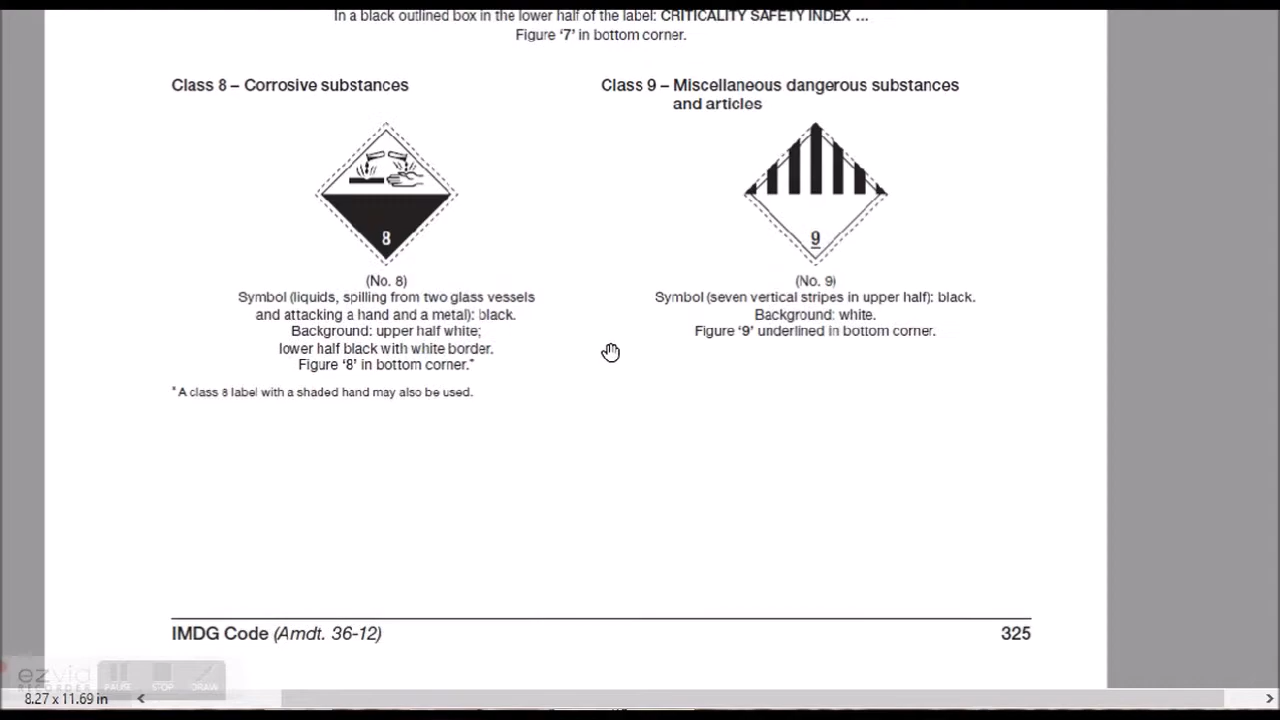 In a black outlined box in the lower half of the label: CRITICALITY SAFETY INDEX ...
Figure ‘7’ in bottom corner.
Class 8 – Corrosive substances
8
(No. 8)
Symbol (liquids, spilling from two glass vessels
and attacking a hand and a metal): black.
Background: upper half white;
lower half black with white border.
Figure ‘8’ in bottom corner.*
* A class 8 label with a shaded hand may also be used.
Class 9 – Miscellaneous dangerous substances
and articles
9
(No. 9)
Symbol (seven vertical stripes in upper half): black.
Background: white.
Figure ‘9’ underlined in bottom corner.
IMDG Code (Amdt. 36-12)
325
ezvid
RECORDER
PAUSE
STOP
DRAW
8.27 x 11.69 in